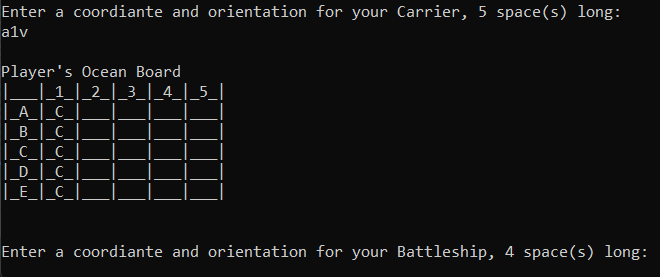 Enter a coordiante and orientation for your Carrier, 5 space(s) long:
a1v
Player's Ocean Board
|___|_1_|_2_|_3_|_4_|_5_|
|_A_|_C_|___|___|___|___|
|_B_|_C_|___|___|___|___|
|_C_|_C_|___|___|___|___|
|_D_|_C_|___|___|___|___|
|_E_|_C_|___|___|___|___|
Enter a coordiante and orientation for your Battleship, 4 space(s) long: